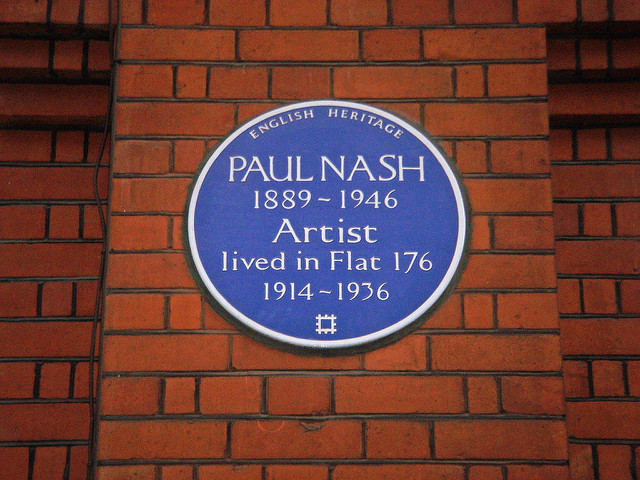 ENGLISH HERITAGE
PAUL NASH
1889 ~ 1946
Artist
lived in Flat 176
1914 ~ 1936